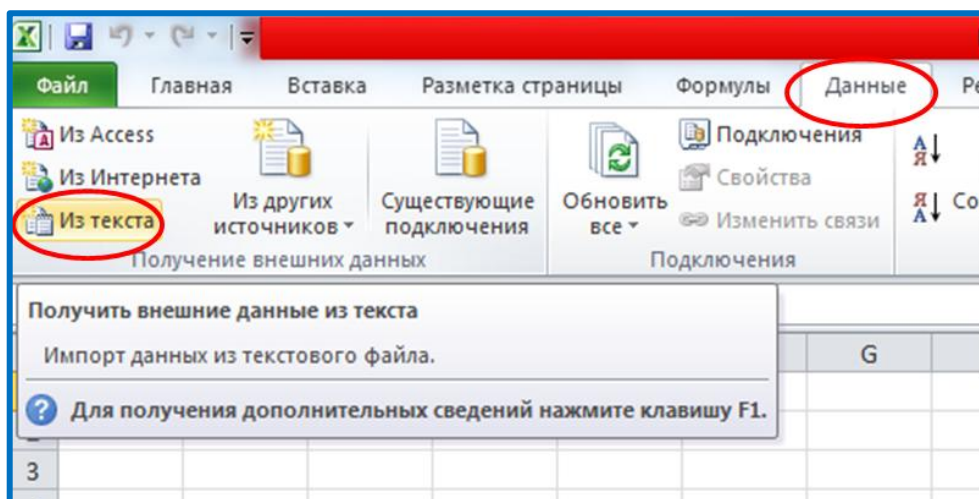 Файл Главная Вставка Разметка страницы Формулы Данные
Из Access
Из Интернета
Из текста
Из других
источников
Существующие
подключения
Получение внешних данных
Обновить
все
Подключения
Свойства
Изменить связи
Подключения
А
Я
Я
А
Со
Получить внешние данные из текста
Импорт данных из текстового файла.
Для получения дополнительных сведений нажмите клавишу F1.
G
3